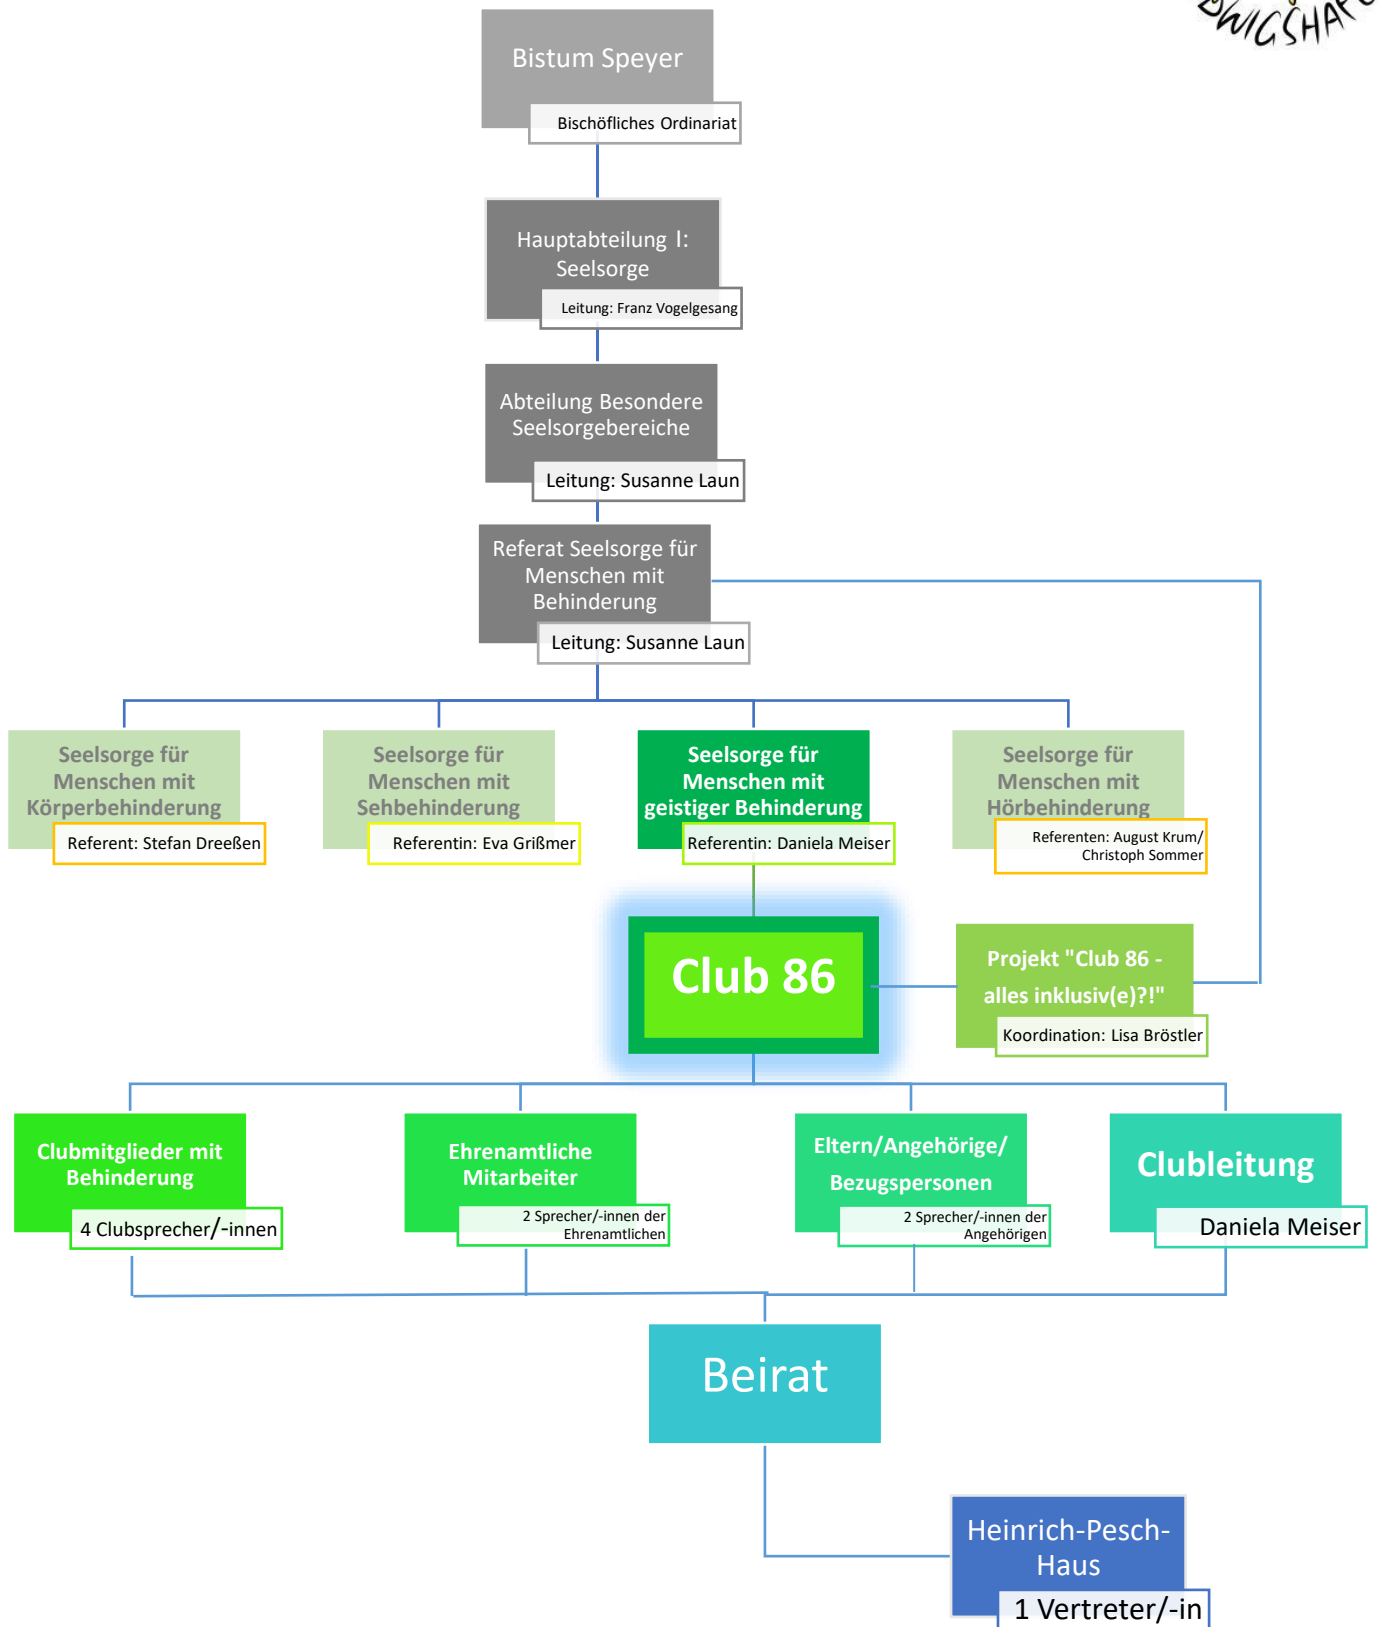 DWIGSHAF
Bistum Speyer
Bischöfliches Ordinariat
Hauptabteilung I:
Seelsorge
Leitung: Franz Vogelgesang
Abteilung Besondere
Seelsorgebereiche
Leitung: Susanne Laun
Referat Seelsorge für
Menschen mit
Behinderung
Leitung: Susanne Laun
Seelsorge für
Menschen mit
Körperbehinderung
Referent: Stefan Dreeßen
Seelsorge für
Menschen mit
Sehbehinderung
Referentin: Eva Grißmer
Seelsorge für
Menschen mit
geistiger Behinderung
Referentin: Daniela Meiser
Seelsorge für
Menschen mit
Hörbehinderung
Referenten: August Krum/
Christoph Sommer
Club 86
Projekt "Club 86 -
alles inklusiv(e)?!"
Koordination: Lisa Bröstler
Clubmitglieder mit
Behinderung
4 Clubsprecher/-innen
Ehrenamtliche
Mitarbeiter
2 Sprecher/-innen der
Ehrenamtlichen
Eltern/Angehörige/
Bezugspersonen
2 Sprecher/-innen der
Angehörigen
Clubleitung
Daniela Meiser
Beirat
Heinrich-Pesch-
Haus
1 Vertreter/-in